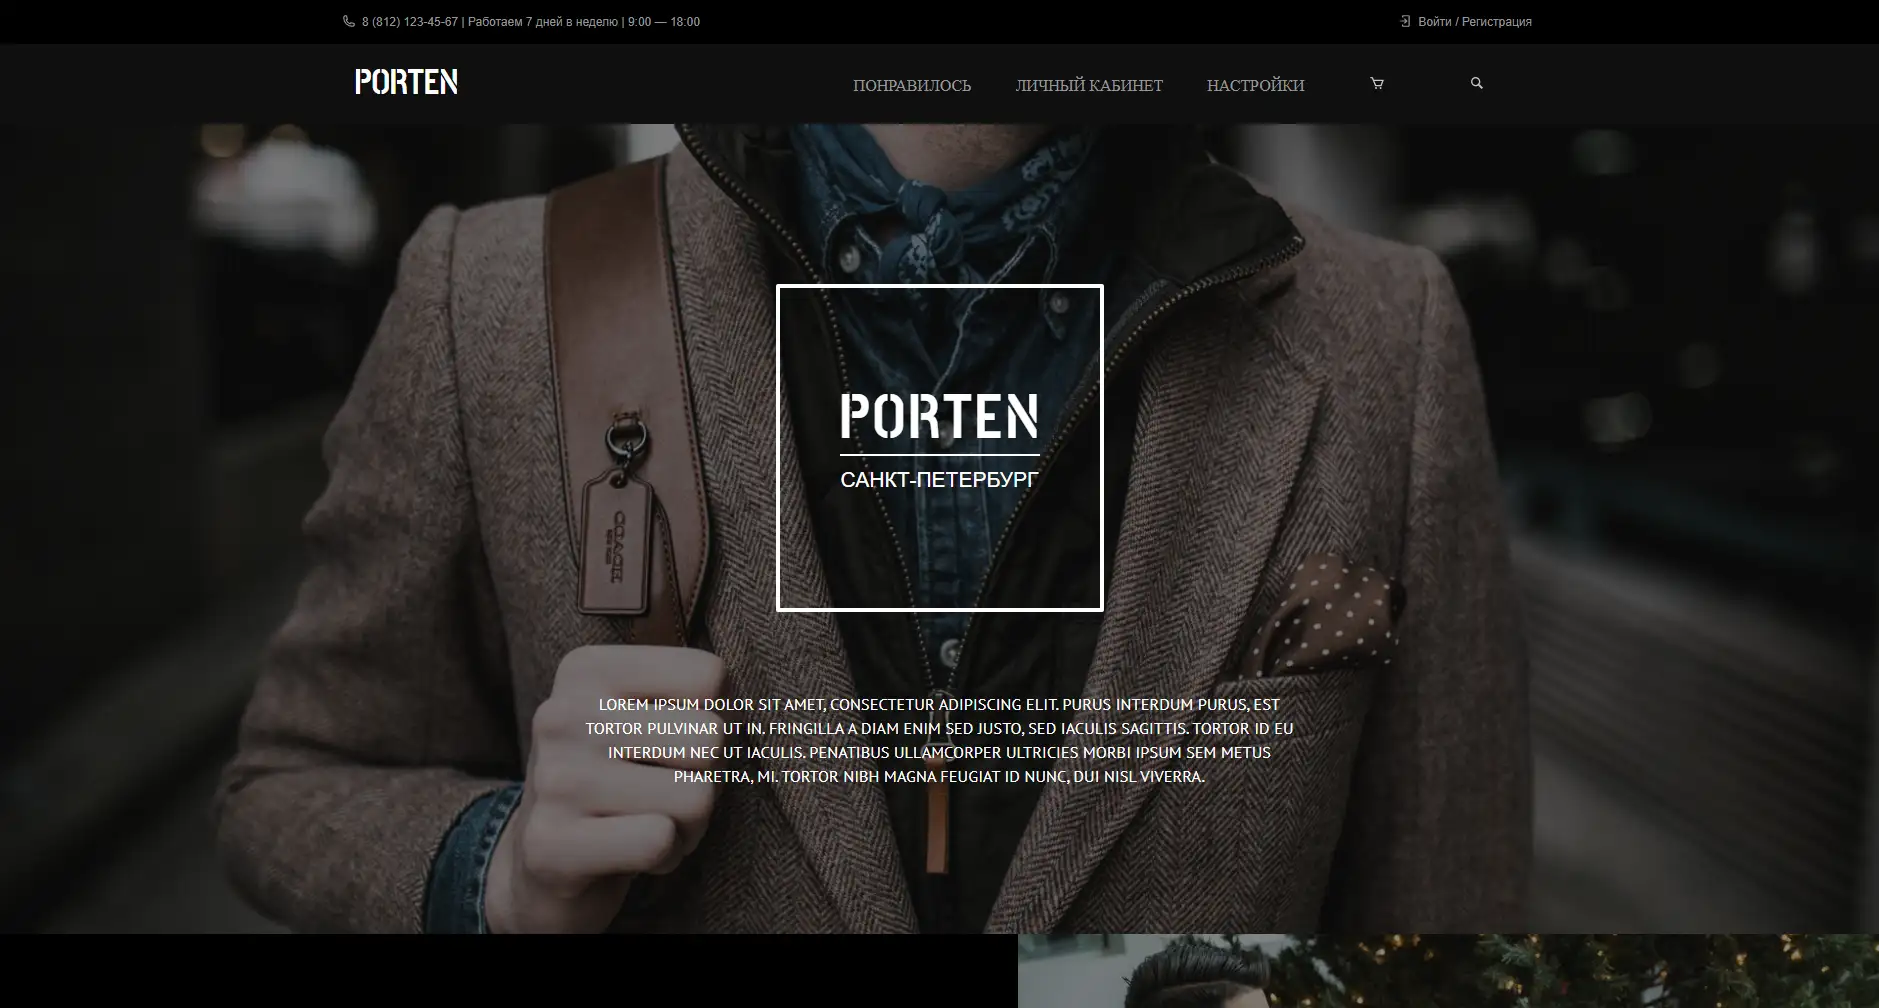 8 (812) 123-45-67 | Работаем 7 дней в неделю | 9:00 — 18:00
Войти / Регистрация
PORTEN
ПОНРАВИЛОСЬ
ЛИЧНЫЙ КАБИНЕТ
НАСТРОЙКИ
PORTEN
САНКТ-ПЕТЕРБУРГ
COACH
LOREM IPSUM DOLOR SIT AMET, CONSECTETUR ADIPISCING ELIT. PURUS INTERDUM PURUS, EST
TORTOR PULVINAR UT IN. FRINGILLA A DIAM ENIM SED JUSTO, SED IACULIS SAGITTIS. TORTOR ID EU
INTERDUM NEC UT IACULIS. PENATIBUS ULLAMCORPER ULTRICIES MORBI IPSUM SEM METUS
PHARETRA, MI. TORTOR NIBH MAGNA FEUGIAT ID NUNC, DUI NISL VIVERRA.